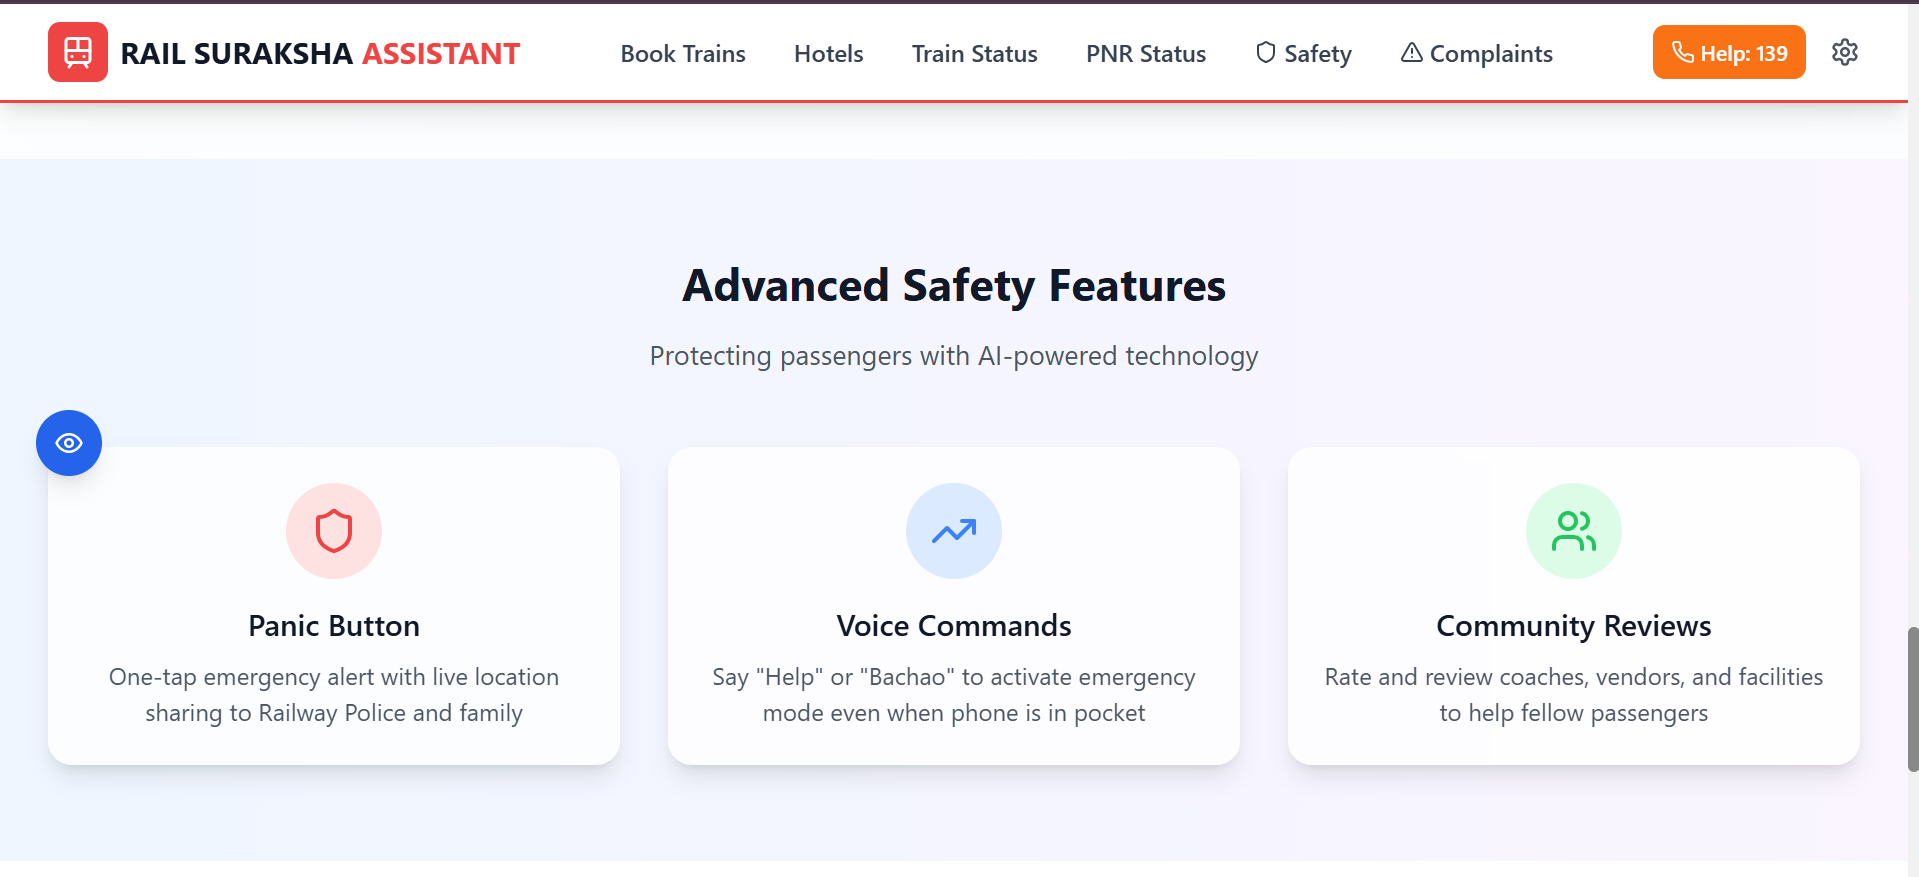 RAIL SURAKSHA ASSISTANT
Book Trains
Hotels
Train Status
PNR Status
Safety
Complaints
Help: 139
Advanced Safety Features
Protecting passengers with AI-powered technology
Panic Button
One-tap emergency alert with live location
sharing to Railway Police and family
Voice Commands
Say "Help" or "Bachao" to activate emergency
mode even when phone is in pocket
Community Reviews
Rate and review coaches, vendors, and facilities
to help fellow passengers